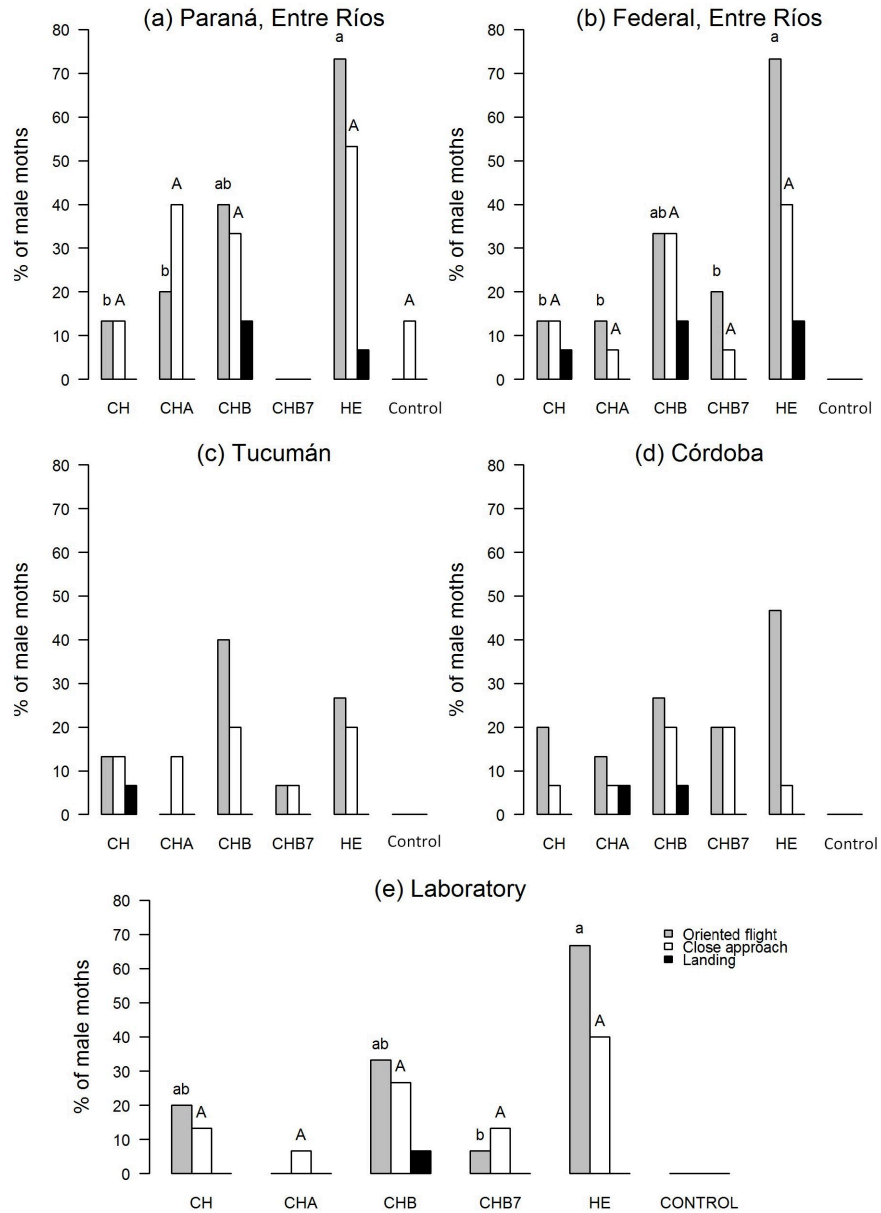 (a) Paraná, Entre Ríos
% of male moths
80
70
60
50
40
30
20
10
0
b A
b
A
ab
A
a
A
A
CH CHA CHB CHB7 HE Control
(b) Federal, Entre Ríos
% of male moths
80
70
60
50
40
30
20
10
0
b A
b
A
ab A
b
A
a
A
CH CHA CHB CHB7 HE Control
(c) Tucumán
% of male moths
80
70
60
50
40
30
20
10
0
CH CHA CHB CHB7 HE Control
(d) Córdoba
% of male moths
80
70
60
50
40
30
20
10
0
CH CHA CHB CHB7 HE Control
(e) Laboratory
% of male moths
80
70
60
50
40
30
20
10
0
ab
A
A
ab
A
b
A
a
A
Oriented flight
Close approach
Landing
CH CHA CHB CHB7 HE CONTROL